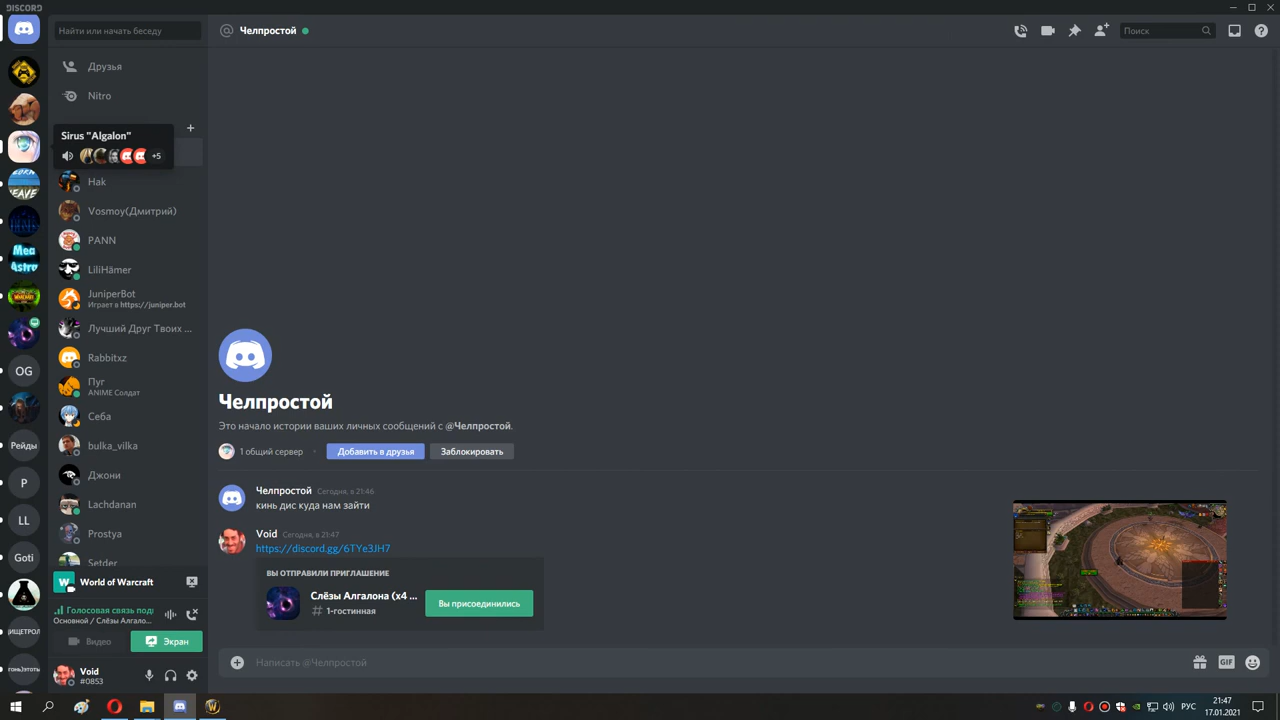 DISCORD
Найти или начать беседу
Челпростой
Поиск
Друзья
Nitro
Sirus "Algalon"
+5
Hak
Vosmoy(Дмитрий)
PANN
LiliHämer
JuniperBot
Играет в https://juniper.bot
Лучший Друг Твоих ...
Rabbitxz
Пуг
ANIME Солдат
Себа
bulka_vilka
Джони
Lachdanan
Prostya
Setder
OG
Рейды
P
LL
Goti
Mea
Astra
Челпростой
Это начало истории ваших личных сообщений с @Челпростой.
1 общий сервер
Добавить в друзья
Заблокировать
Челпростой Сегодня, в 21:46
кинь дис куда нам зайти
Void Сегодня, в 21:47
https://discord.gg/6TYe3JH7
ВЫ ОТПРАВИЛИ ПРИГЛАШЕНИЕ
Слёзы Алгалона (x4 ...
1-гостинная
Вы присоединились
World of Warcraft
Голосовая связь подк
Основной / Слёзы Алгало...
Видео
Экран
Void
#0853
Написать @Челпростой
GIF
РУС
21:47
17.01.2021